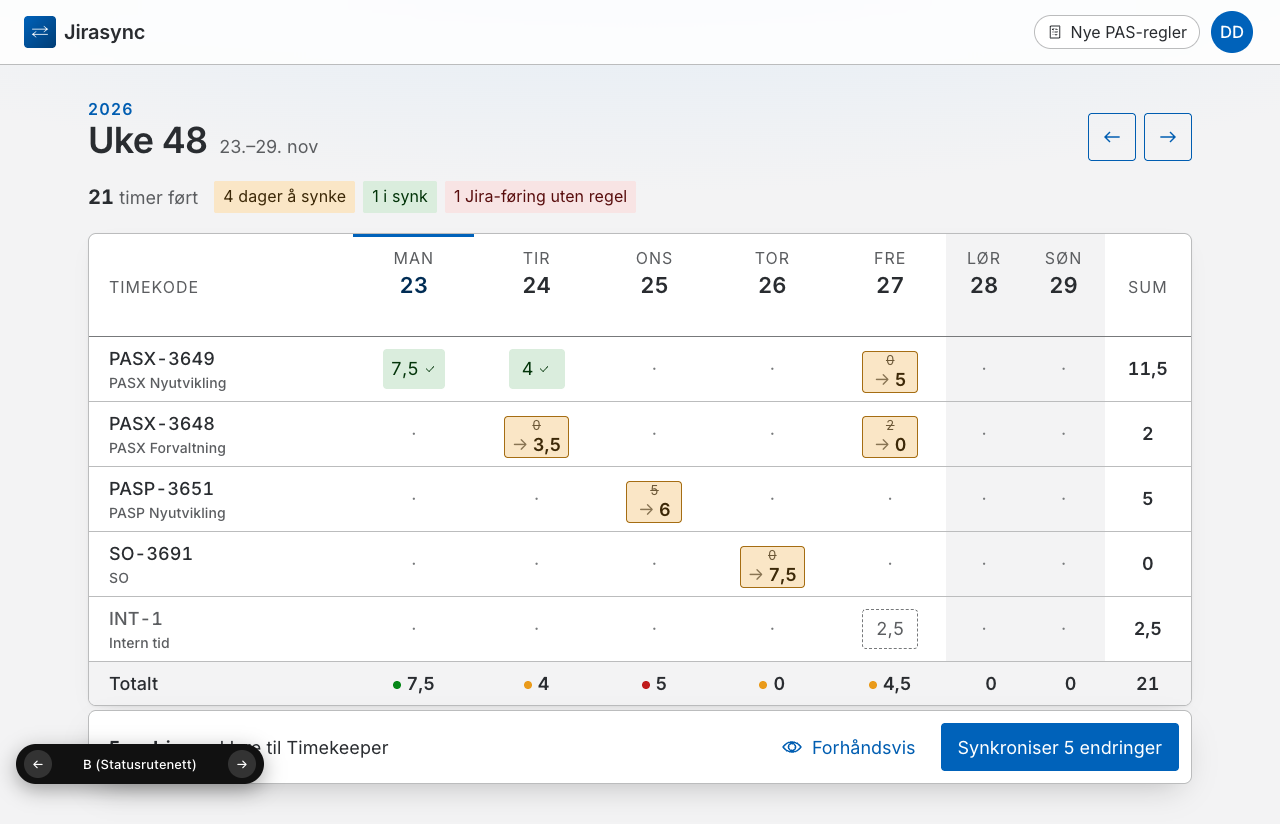 Jirasync
Nye PAS-regler
DD
2026
Uke 48 23.–29. nov
← →
21 timer ført 4 dager å synke 1 i synk 1 Jira-føring uten regel
TIMEKODE MAN 23 TIR 24 ONS 25 TOR 26 FRE 27 LØR 28 SØN 29 SUM
PASX-3649 7,5 ✓ 4 ✓ · · 0 → 5 · · 11,5
PASX Nyutvikling
PASX-3648 · 0 → 3,5 · · 2 → 0 · · 2
PASX Forvaltning
PASP-3651 · · 5 → 6 · · · · 5
PASP Nyutvikling
SO-3691 · · · 0 → 7,5 · · · 0
SO
INT-1 · · · · 2,5 · · 2,5
Intern tid
Totalt 7,5 4 5 0 4,5 0 0 21
til Timekeeper
Forhåndsvis
Synkroniser 5 endringer
← B (Statusrutenett) →